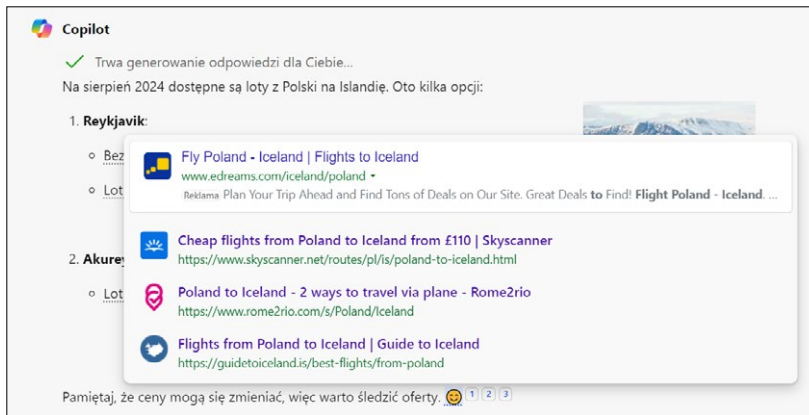 Copilot
Trwa generowanie odpowiedzi dla Ciebie...
Na sierpień 2024 dostępne są loty z Polski na Islandię. Oto kilka opcji:
1. Reykjavik:
Bez
Fly Poland - Iceland | Flights to Iceland
www.edreams.com/iceland/poland
Lot
Reklama Plan Your Trip Ahead and Find Tons of Deals on Our Site. Great Deals to Find! Flight Poland - Iceland. ...
Cheap flights from Poland to Iceland from £110 | Skyscanner
https://www.skyscanner.net/routes/pl/is/poland-to-iceland.html
2. Akurey
Lot
Poland to Iceland - 2 ways to travel via plane - Rome2rio
https://www.rome2rio.com/s/Poland/Iceland
Flights from Poland to Iceland | Guide to Iceland
https://guidetoiceland.is/best-flights/from-poland
Pamiętaj, że ceny mogą się zmieniać, więc warto śledzić oferty. 😊 1 2 3